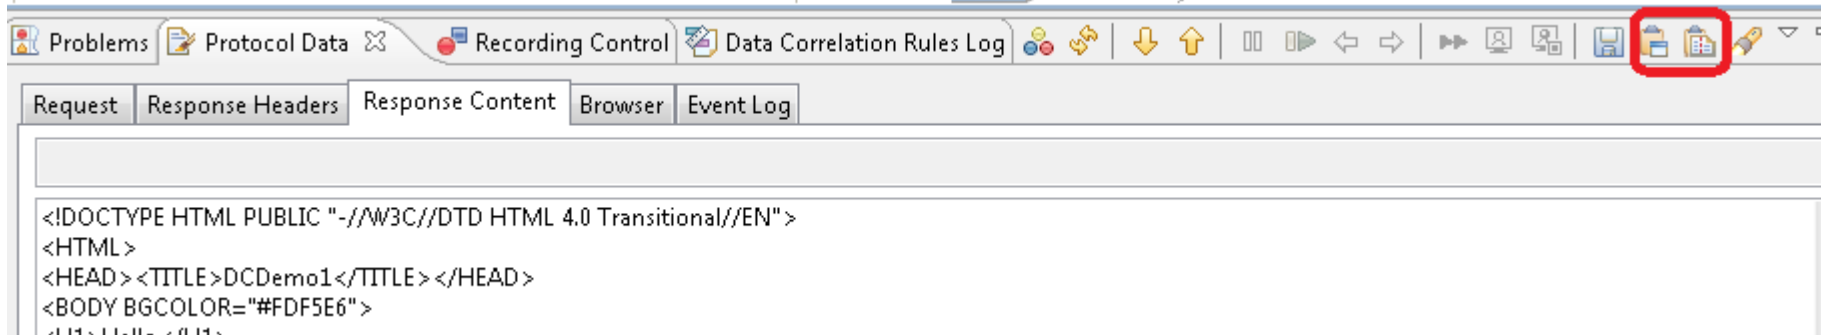 Problems Protocol Data Recording Control Data Correlation Rules Log
Request Response Headers Response Content Browser Event Log
<!DOCTYPE HTML PUBLIC "-//W3C//DTD HTML 4.0 Transitional//EN">
<HTML>
<HEAD><TITLE>DCDemo1</TITLE></HEAD>
<BODY BGCOLOR="#FDF5E6">